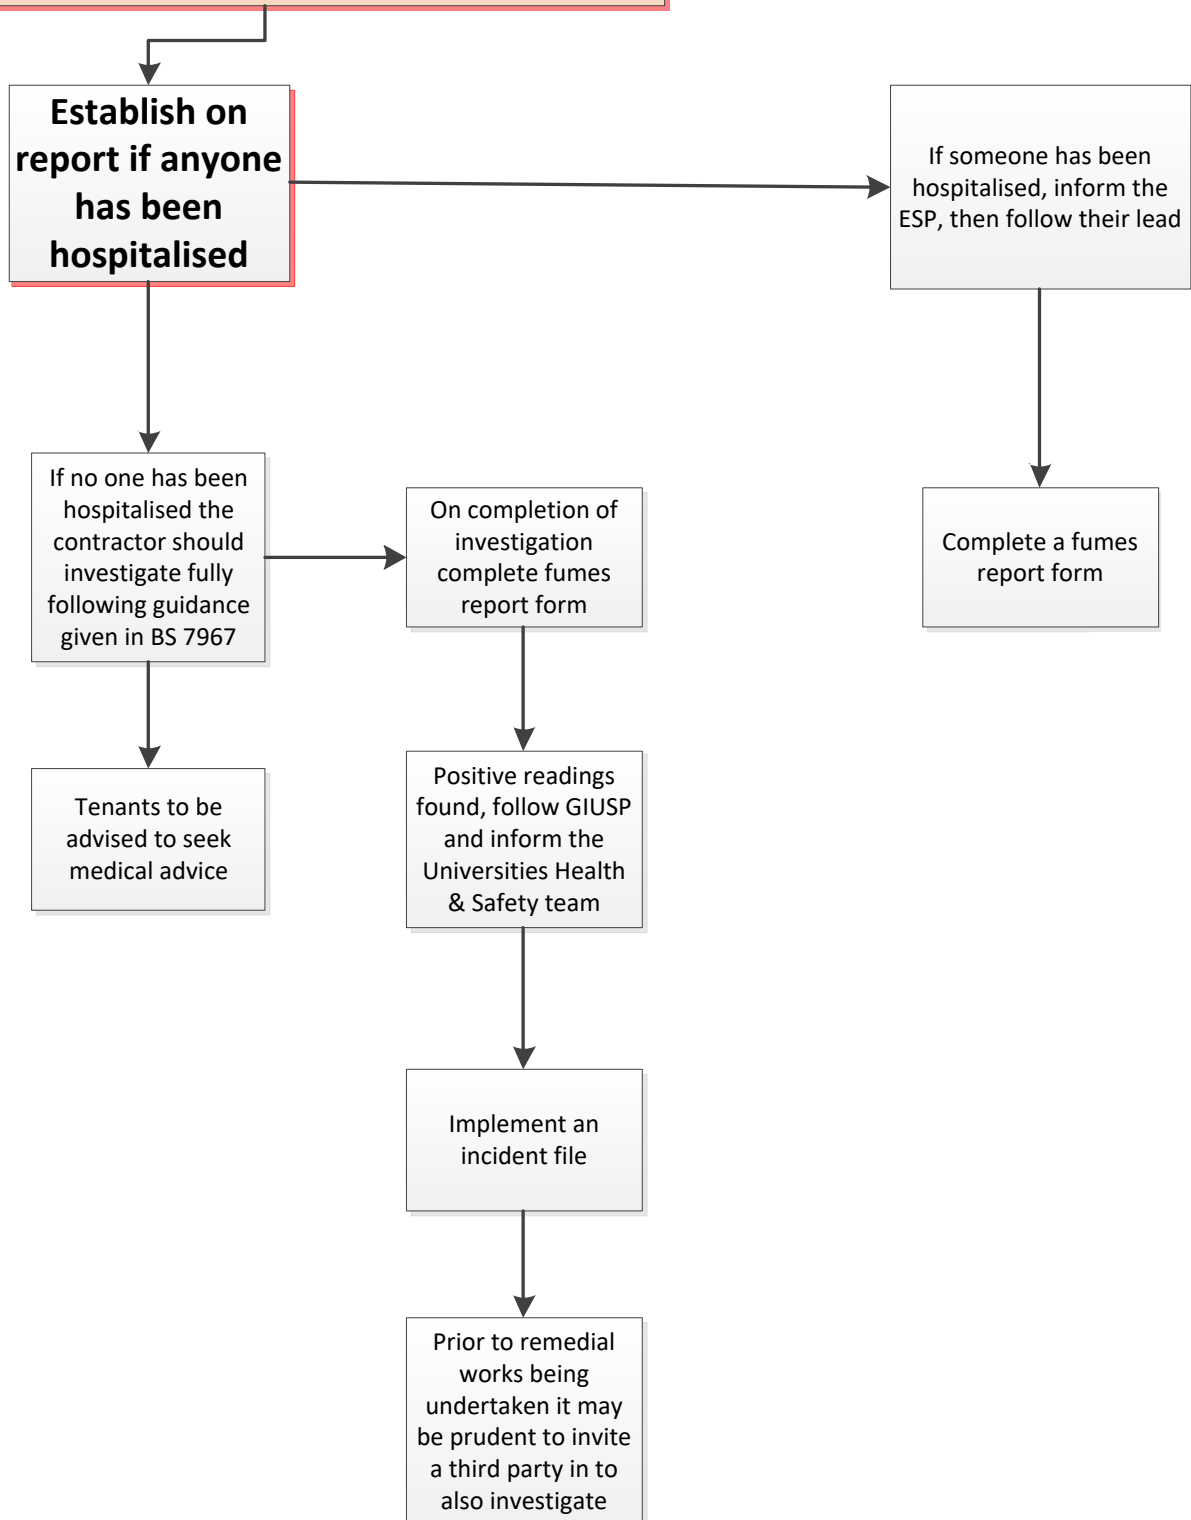 Establish on
report if anyone
has been
hospitalised
If someone has been
hospitalised, inform the
ESP, then follow their lead
If no one has been
hospitalised the
contractor should
investigate fully
following guidance
given in BS 7967
On completion of
investigation
complete fumes
report form
Complete a fumes
report form
Tenants to be
advised to seek
medical advice
Positive readings
found, follow GIUSP
and inform the
Universities Health
& Safety team
Implement an
incident file
Prior to remedial
works being
undertaken it may
be prudent to invite
a third party in to
also investigate